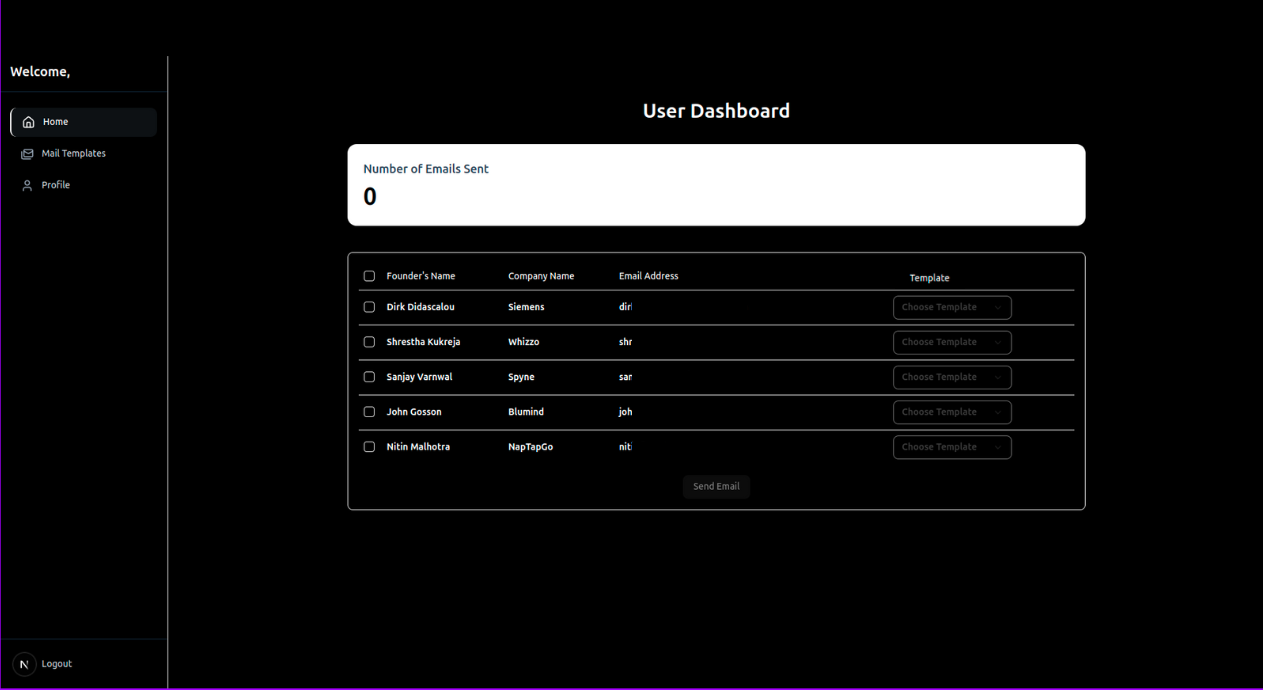 Welcome,
Home
Mail Templates
Profile
User Dashboard
Number of Emails Sent
0
Founder's Name Company Name Email Address Template
Dirk Didascalou Siemens dir Choose Template
Shrestha Kukreja Whizzo shr Choose Template
Sanjay Varnwal Spyne san Choose Template
John Gosson Blumind joh Choose Template
Nitin Malhotra NapTapGo niti Choose Template
Send Email
N Logout